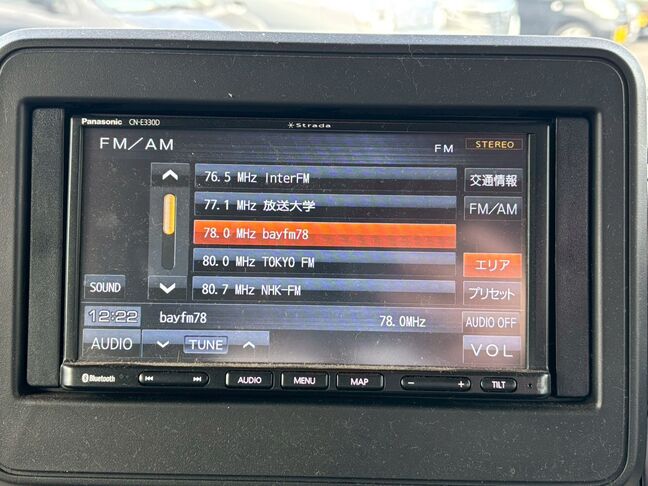 Panasonic CN-E330D
Strada
FM/AM
FM STEREO
76.5 MHz InterFM
交通情報
77.1 MHz 放送大学
FM/AM
78.0 MHz bayfm78
80.0 MHz TOKYO FM
エリア
SOUND
80.7 MHz NHK-FM
プリセット
12:22 bayfm78 78.0MHz
AUDIO OFF
AUDIO TUNE VOL
Bluetooth AUDIO MENU MAP − + TILT